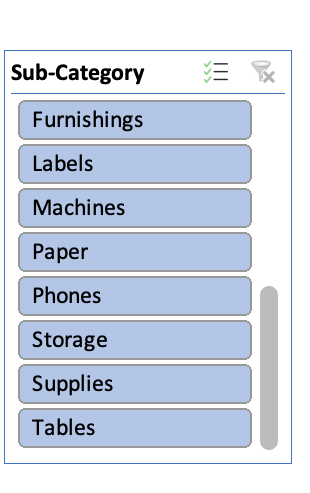 Sub-Category
Furnishings
Labels
Machines
Paper
Phones
Storage
Supplies
Tables